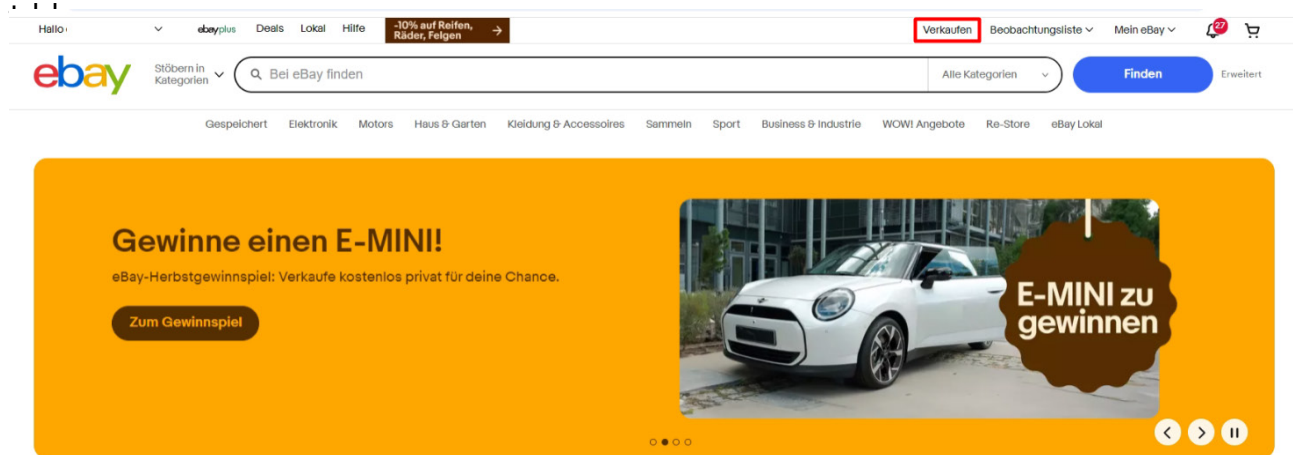 Hallo
ebayplus Deals Lokal Hilfe
-10% auf Reifen,
Räder, Felgen
Verkaufen Beobachtungsliste Mein eBay 27
ebay
Stöbern in
Kategorien
Bei eBay finden
Alle Kategorien
Finden
Erweitert
Gespeichert Elektronik Motors Haus & Garten Kleidung & Accessoires Sammeln Sport Business & Industrie WOW! Angebote Re-Store eBay Lokal
Gewinne einen E-MINI!
eBay-Herbstgewinnspiel: Verkaufe kostenlos privat für deine Chance.
Zum Gewinnspiel
E-MINI zu
gewinnen